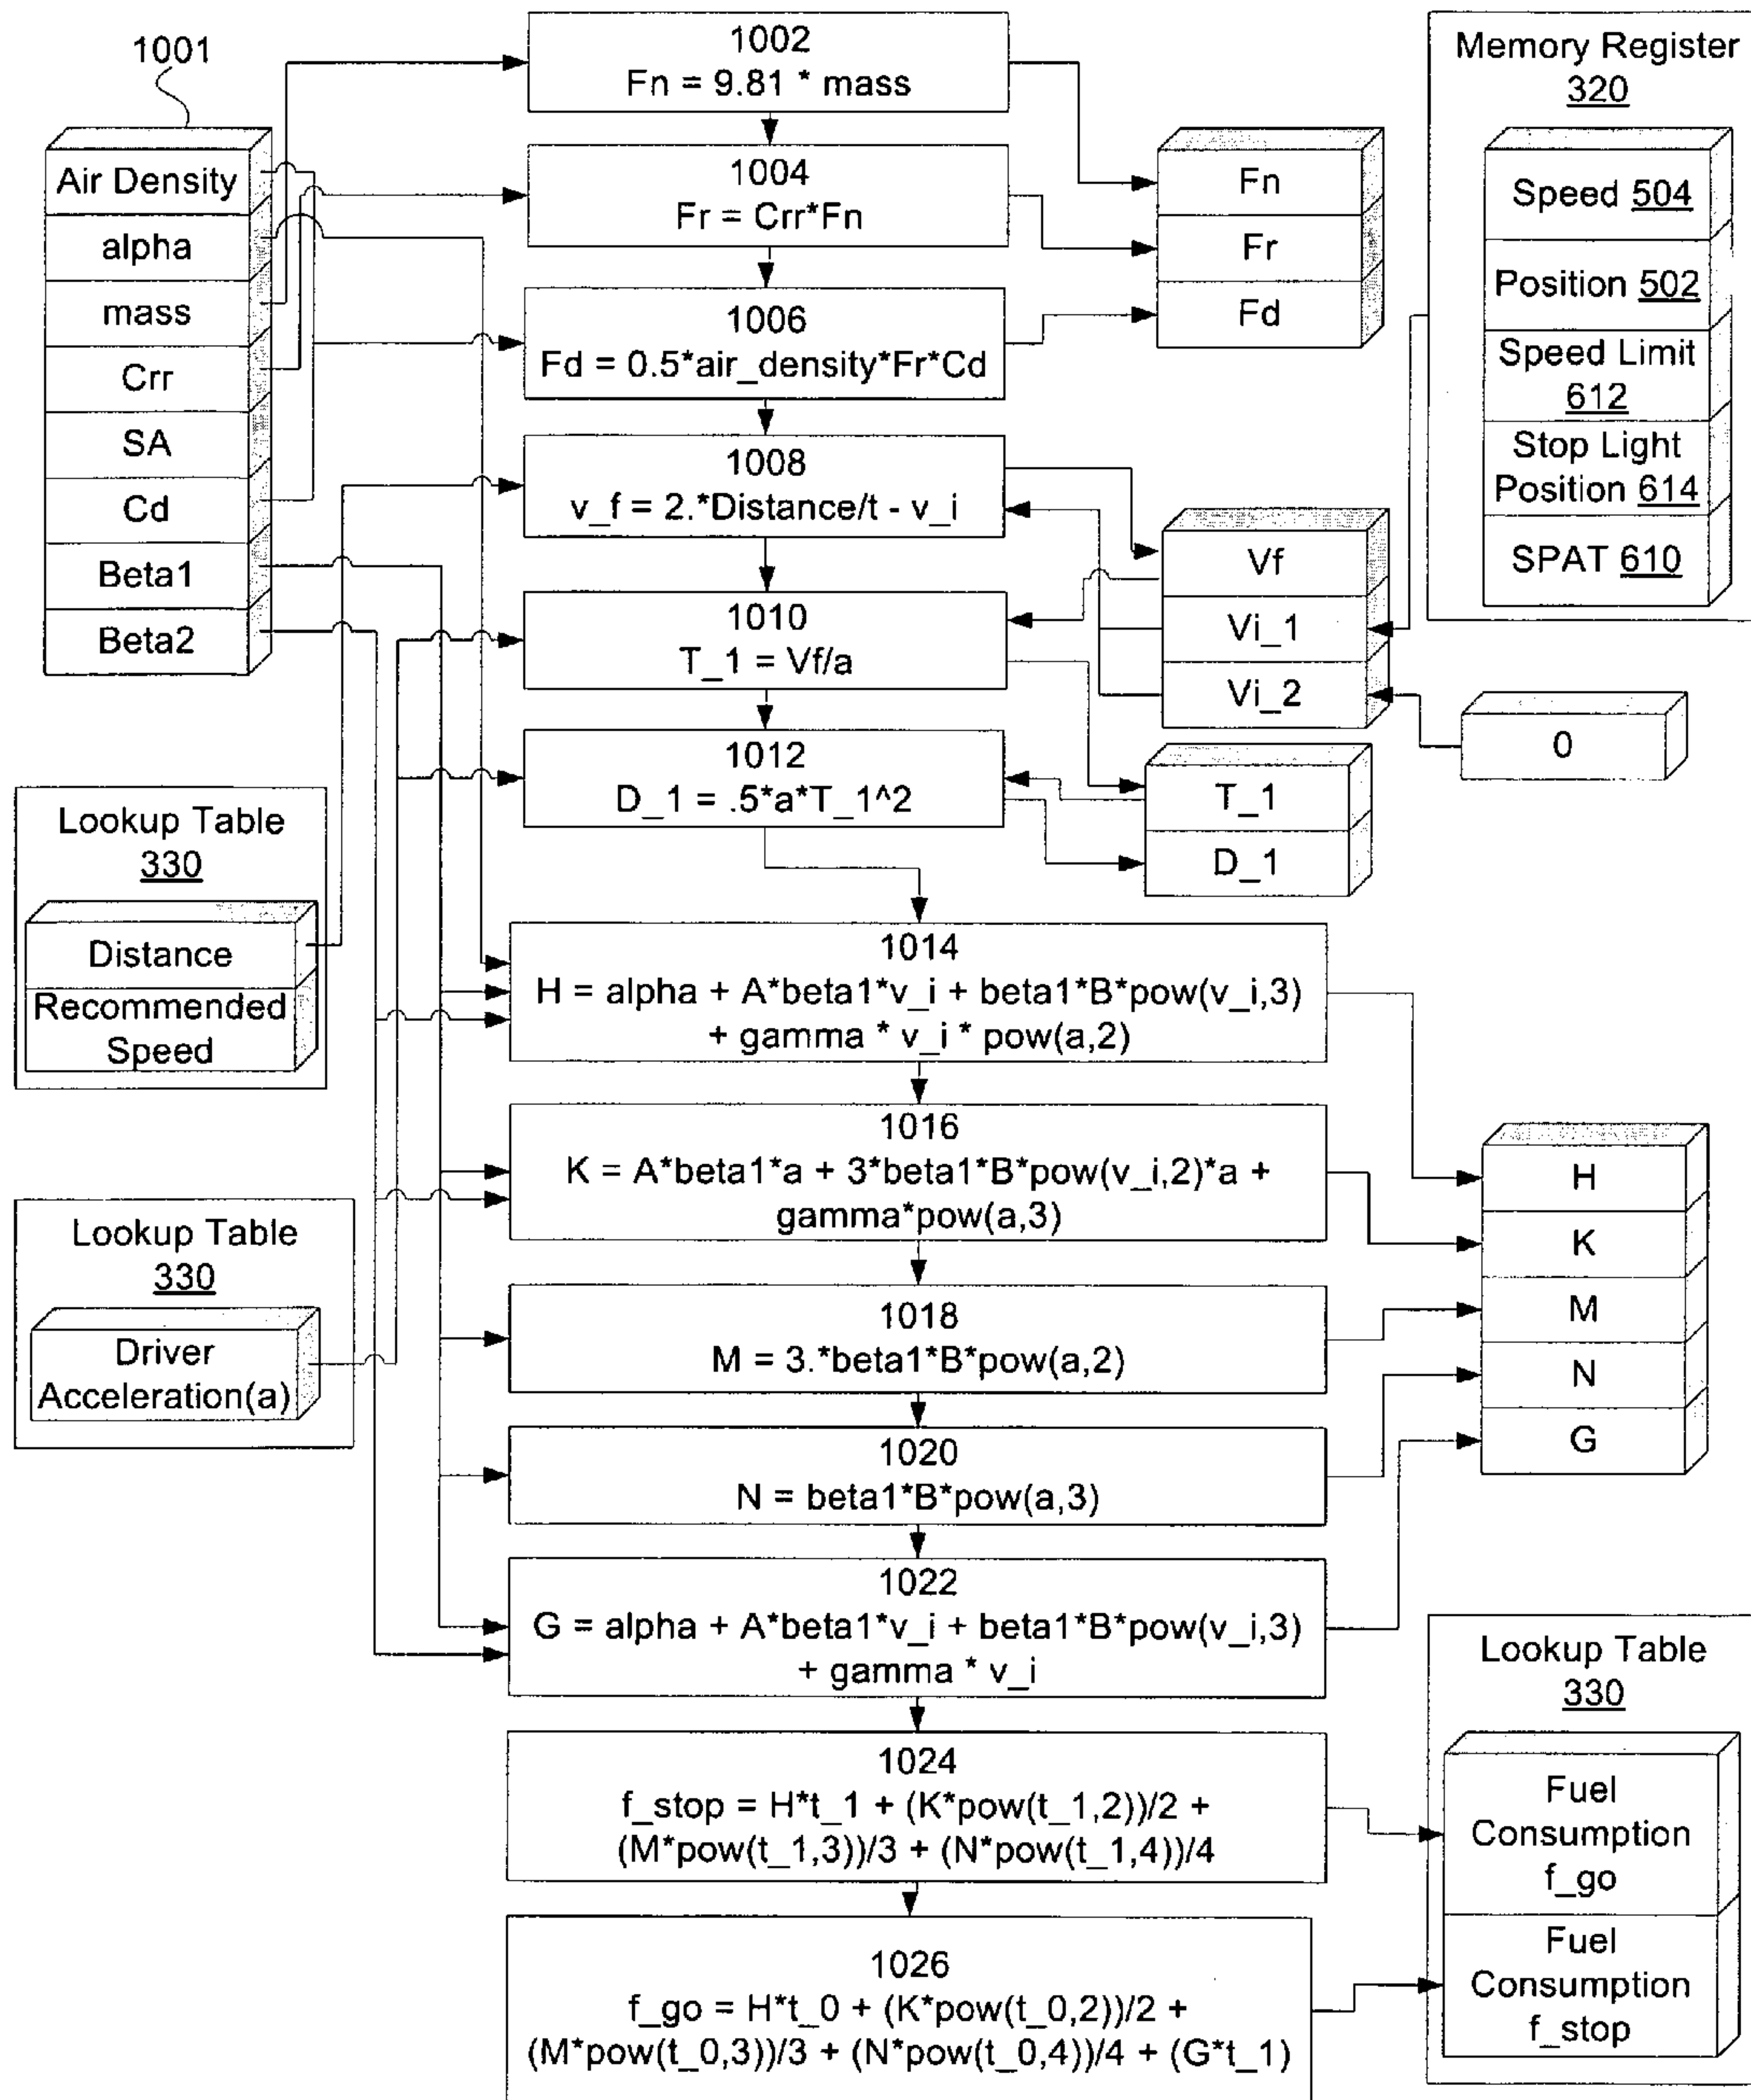 1001
Air Density
alpha
mass
Crr
SA
Cd
Beta1
Beta2
1002
Fn = 9.81 * mass
1004
Fr = Crr*Fn
1006
Fd = 0.5*air_density*Fr*Cd
1008
v_f = 2.*Distance/t - v_i
1010
T_1 = Vf/a
1012
D_1 = .5*a*T_1^2
Fn
Fr
Fd
Memory Register
320
Speed 504
Position 502
Speed Limit
612
Stop Light
Position 614
SPAT 610
Vf
Vi_1
Vi_2
0
T_1
D_1
Lookup Table
330
Distance
Recommended
Speed
Lookup Table
330
Driver
Acceleration(a)
1014
H = alpha + A*beta1*v_i + beta1*B*pow(v_i,3)
+ gamma * v_i * pow(a,2)
1016
K = A*beta1*a + 3*beta1*B*pow(v_i,2)*a +
gamma*pow(a,3)
1018
M = 3.*beta1*B*pow(a,2)
1020
N = beta1*B*pow(a,3)
1022
G = alpha + A*beta1*v_i + beta1*B*pow(v_i,3)
+ gamma * v_i
1024
f_stop = H*t_1 + (K*pow(t_1,2))/2 +
(M*pow(t_1,3))/3 + (N*pow(t_1,4))/4
1026
f_go = H*t_0 + (K*pow(t_0,2))/2 +
(M*pow(t_0,3))/3 + (N*pow(t_0,4))/4 + (G*t_1)
H
K
M
N
G
Lookup Table
330
Fuel
Consumption
f_go
Fuel
Consumption
f_stop